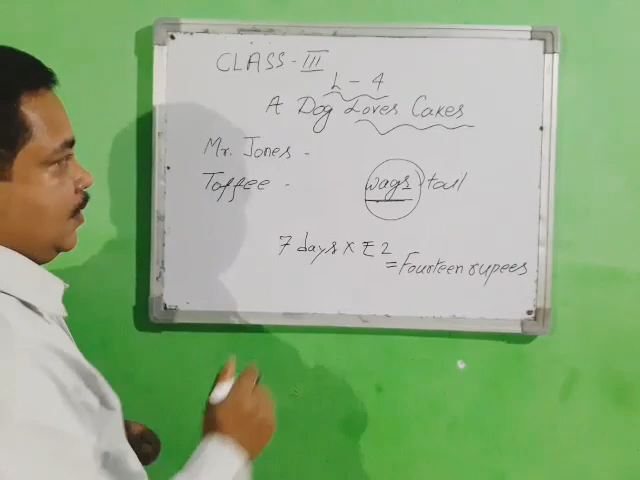 CLASS - III
L - 4
A Dog Loves Cakes
Mr. Jones -
Toffee -
wags tail
7 days x ₹ 2
= Fourteen rupees